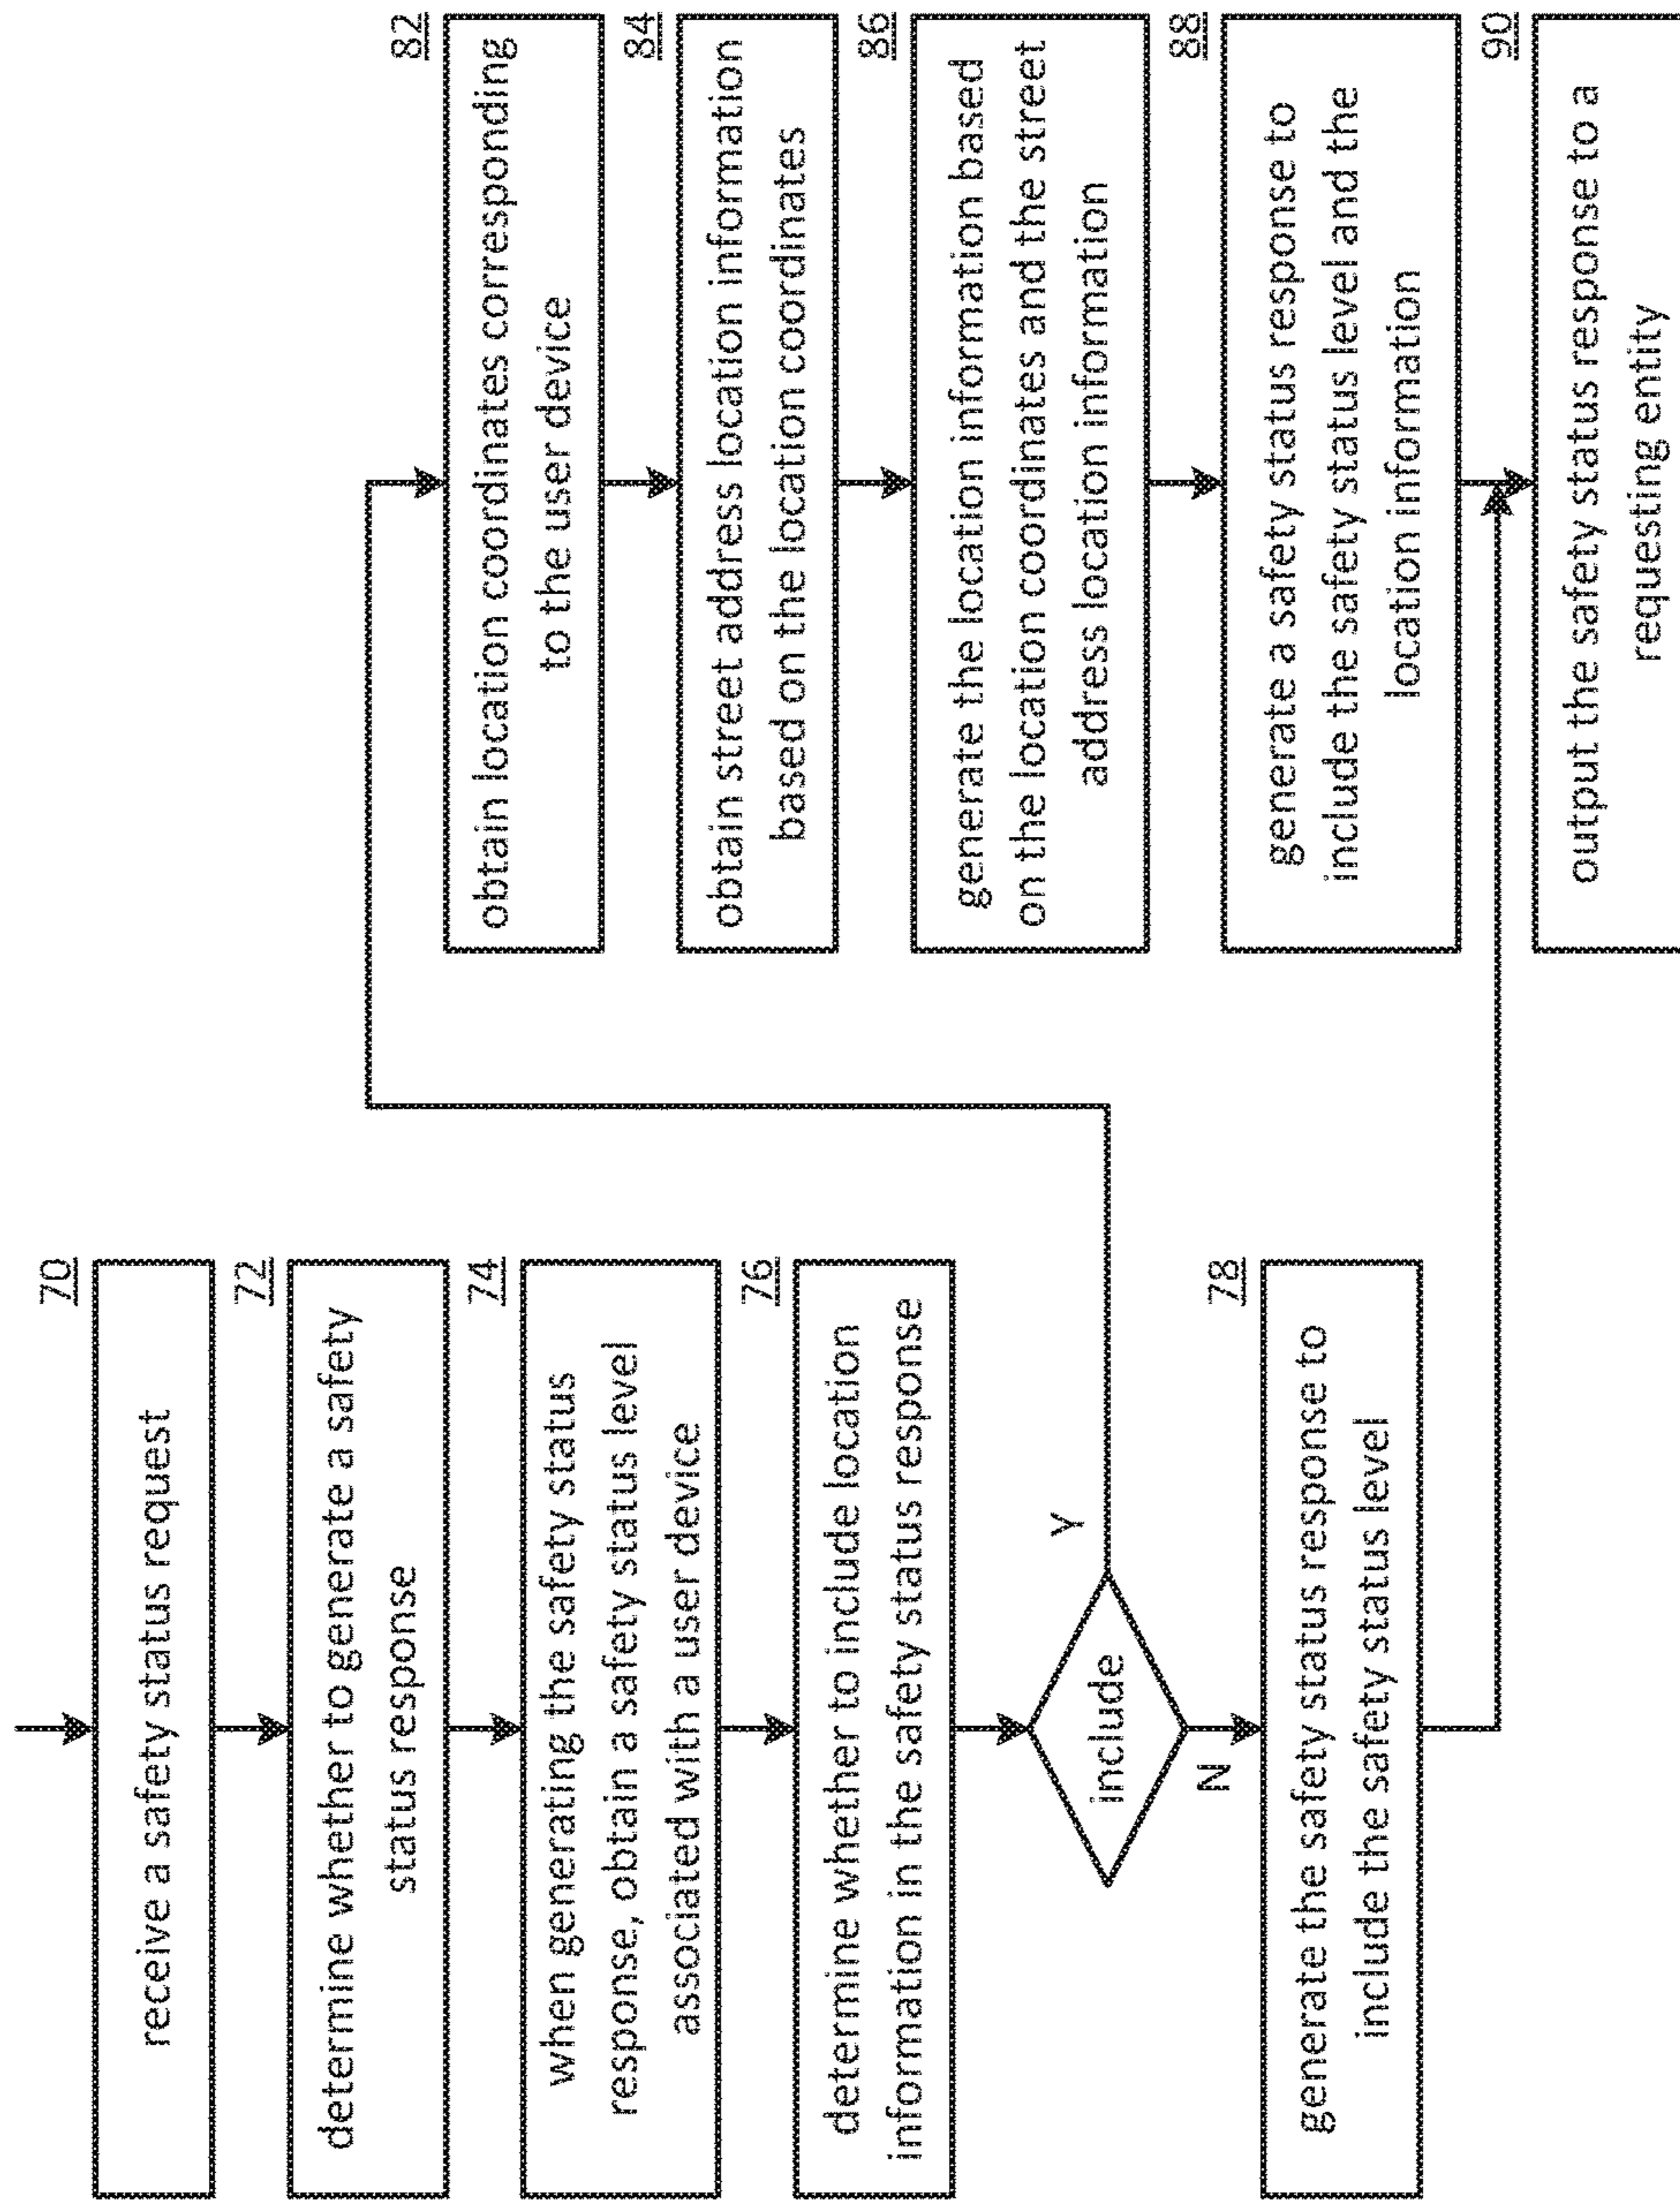 70
receive a safety status request
72
determine whether to generate a safety
status response
74
when generating the safety status
response, obtain a safety status level
associated with a user device
76
determine whether to include location
information in the safety status response
include
Y
N
78
generate the safety status response to
include the safety status level
82
obtain location coordinates corresponding
to the user device
84
obtain street address location information
based on the location coordinates
86
generate the location information based
on the location coordinates and the street
address location information
88
generate a safety status response to
include the safety status level and the
location information
90
output the safety status response to a
requesting entity